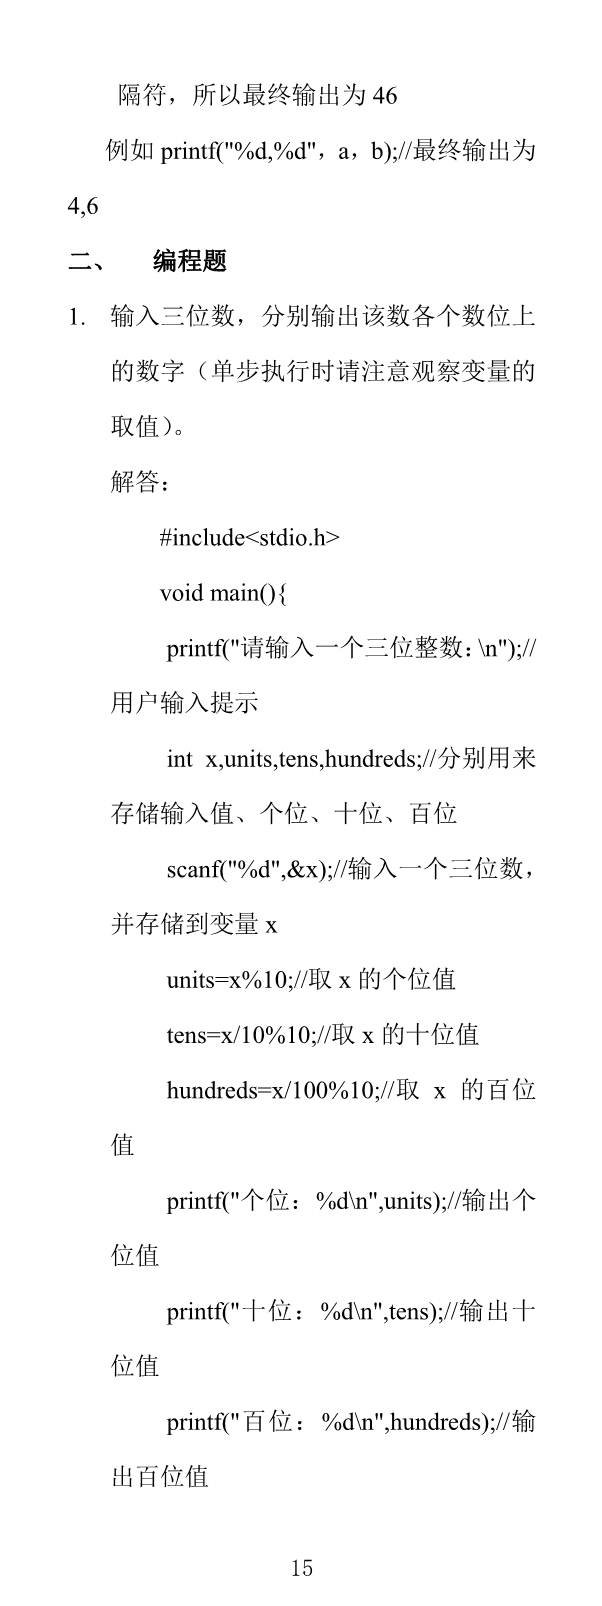 隔符，所以最终输出为 46
例如 printf("%d,%d"，a，b);//最终输出为
4,6
二、 编程题
1. 输入三位数，分别输出该数各个数位上
的数字（单步执行时请注意观察变量的
取值）。
解答：
#include<stdio.h>
void main(){
printf("请输入一个三位整数：\n");//
用户输入提示
int x,units,tens,hundreds;//分别用来
存储输入值、个位、十位、百位
scanf("%d",&x);//输入一个三位数，
并存储到变量 x
units=x%10;//取 x 的个位值
tens=x/10%10;//取 x 的十位值
hundreds=x/100%10;//取 x 的百位
值
printf("个位：%d\n",units);//输出个
位值
printf("十位：%d\n",tens);//输出十
位值
printf("百位：%d\n",hundreds);//输
出百位值
15